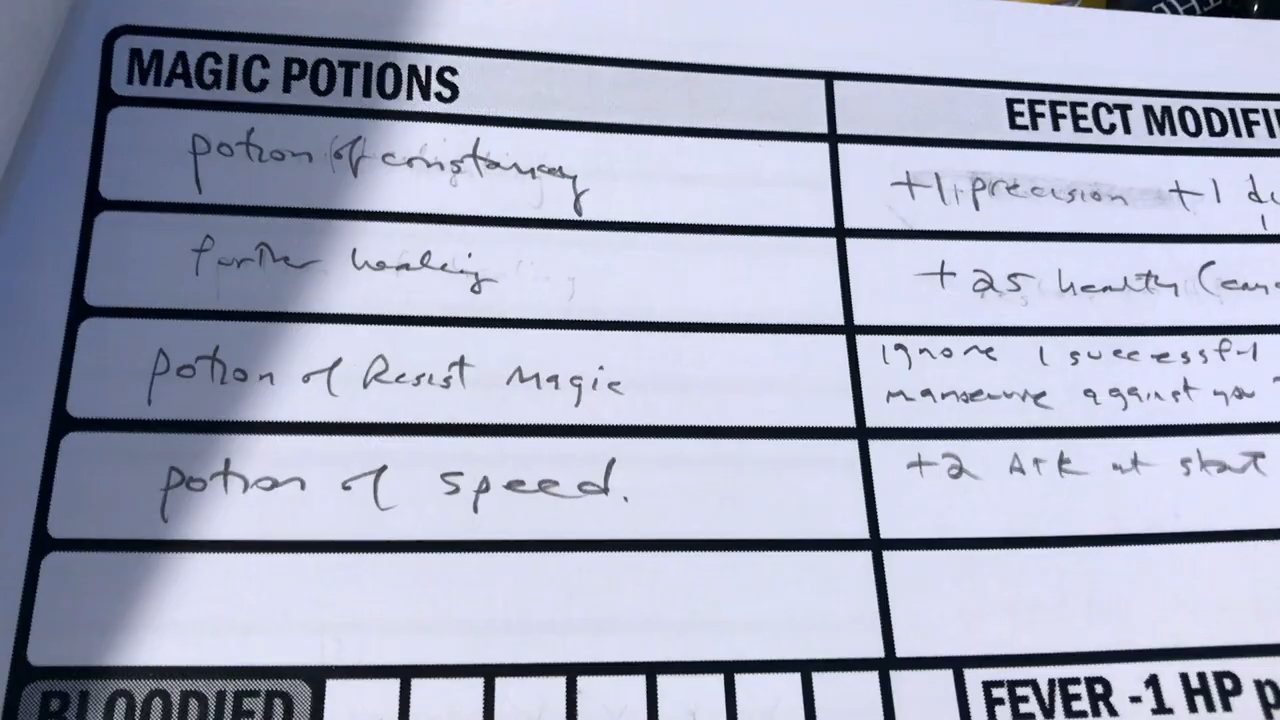 MAGIC POTIONS EFFECT MODIFI
potion of constancy +1 precision +1
further healing +25 health (can
potion of Resist Magic Ignore 1 successful
manoeuvre against you
potion of speed. +2 Atk at start
BLOODIED FEVER -1 HP p